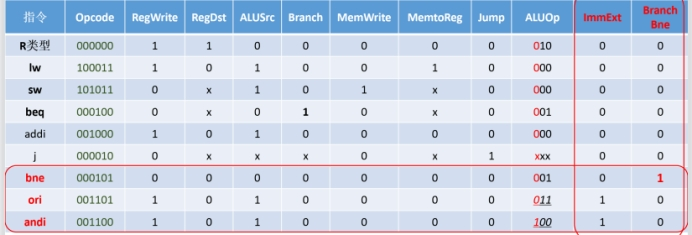 指令 Opcode RegWrite RegDst ALUSrc Branch MemWrite MemtoReg Jump ALUOp ImmExt Branch Bne
R类型 000000 1 1 0 0 0 0 0 010 0 0
lw 100011 1 0 1 0 0 1 0 000 0 0
sw 101011 0 x 1 0 1 x 0 000 0 0
beq 000100 0 x 0 1 0 x 0 001 0 0
addi 001000 1 0 1 0 0 0 0 000 0 0
j 000010 0 x x x 0 x 1 xxx 0 0
bne 000101 0 0 0 0 0 0 0 001 0 1
ori 001101 1 0 1 0 0 0 0 011 1 0
andi 001100 1 0 1 0 0 0 0 100 1 0